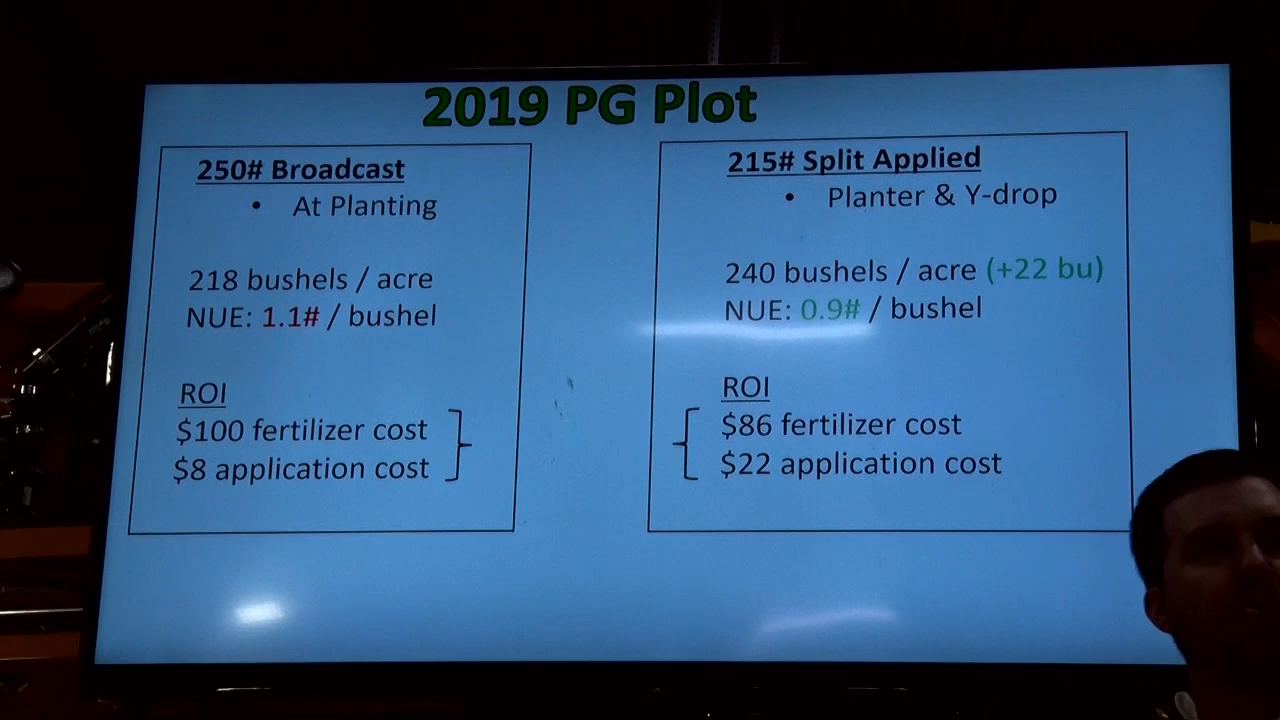 2019 PG Plot
250# Broadcast
• At Planting
218 bushels / acre
NUE: 1.1# / bushel
ROI
$100 fertilizer cost
$8 application cost
215# Split Applied
• Planter & Y-drop
240 bushels / acre (+22 bu)
NUE: 0.9# / bushel
ROI
$86 fertilizer cost
$22 application cost